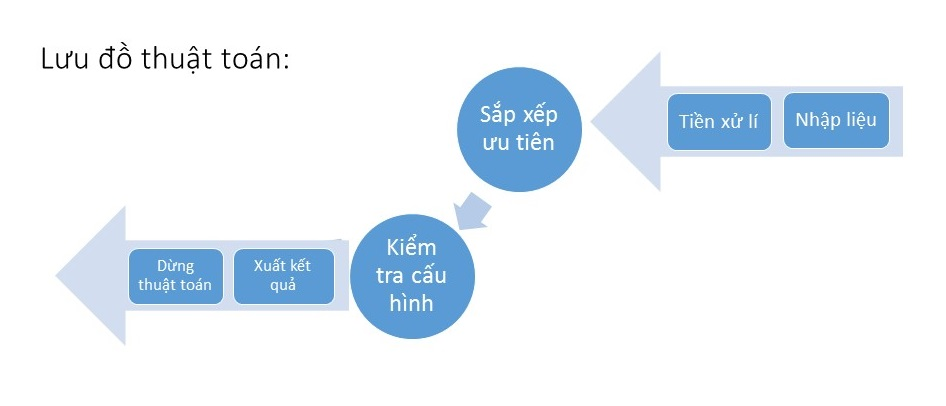 Lưu đồ thuật toán:
Sắp xếp
ưu tiên
Tiền xử lí
Nhập liệu
Kiểm
tra cấu
hình
Dừng
thuật toán
Xuất kết
quả